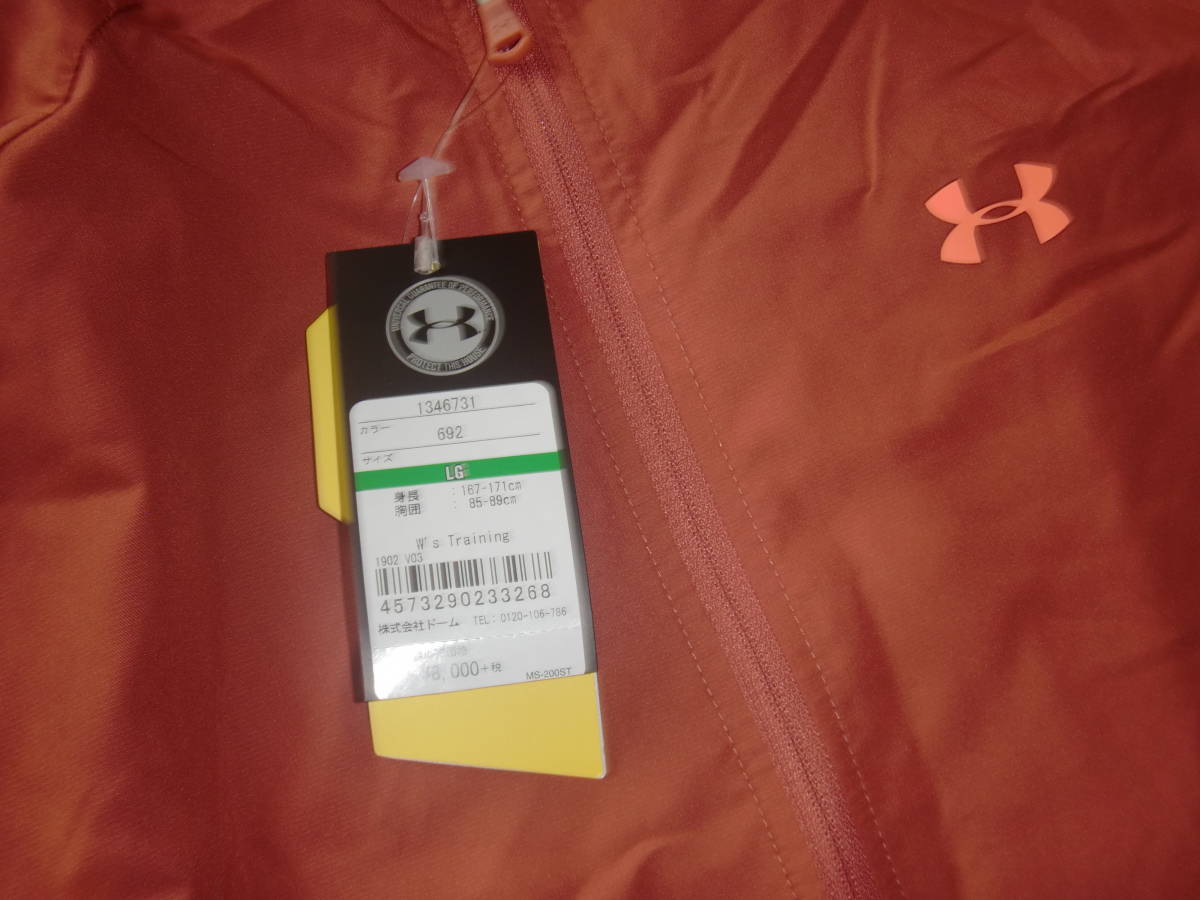 UNIVERSAL GUARANTEE OF PERFORMANCE
PROTECT THIS HOUSE
1346731
カラー
692
サイズ
LG
身長 : 167-171cm
胸囲 : 85-89cm
W's Training
1902 V03
4573290233268
株式会社ドーム TEL: 0120-106-786
8,000+税
MS-200ST